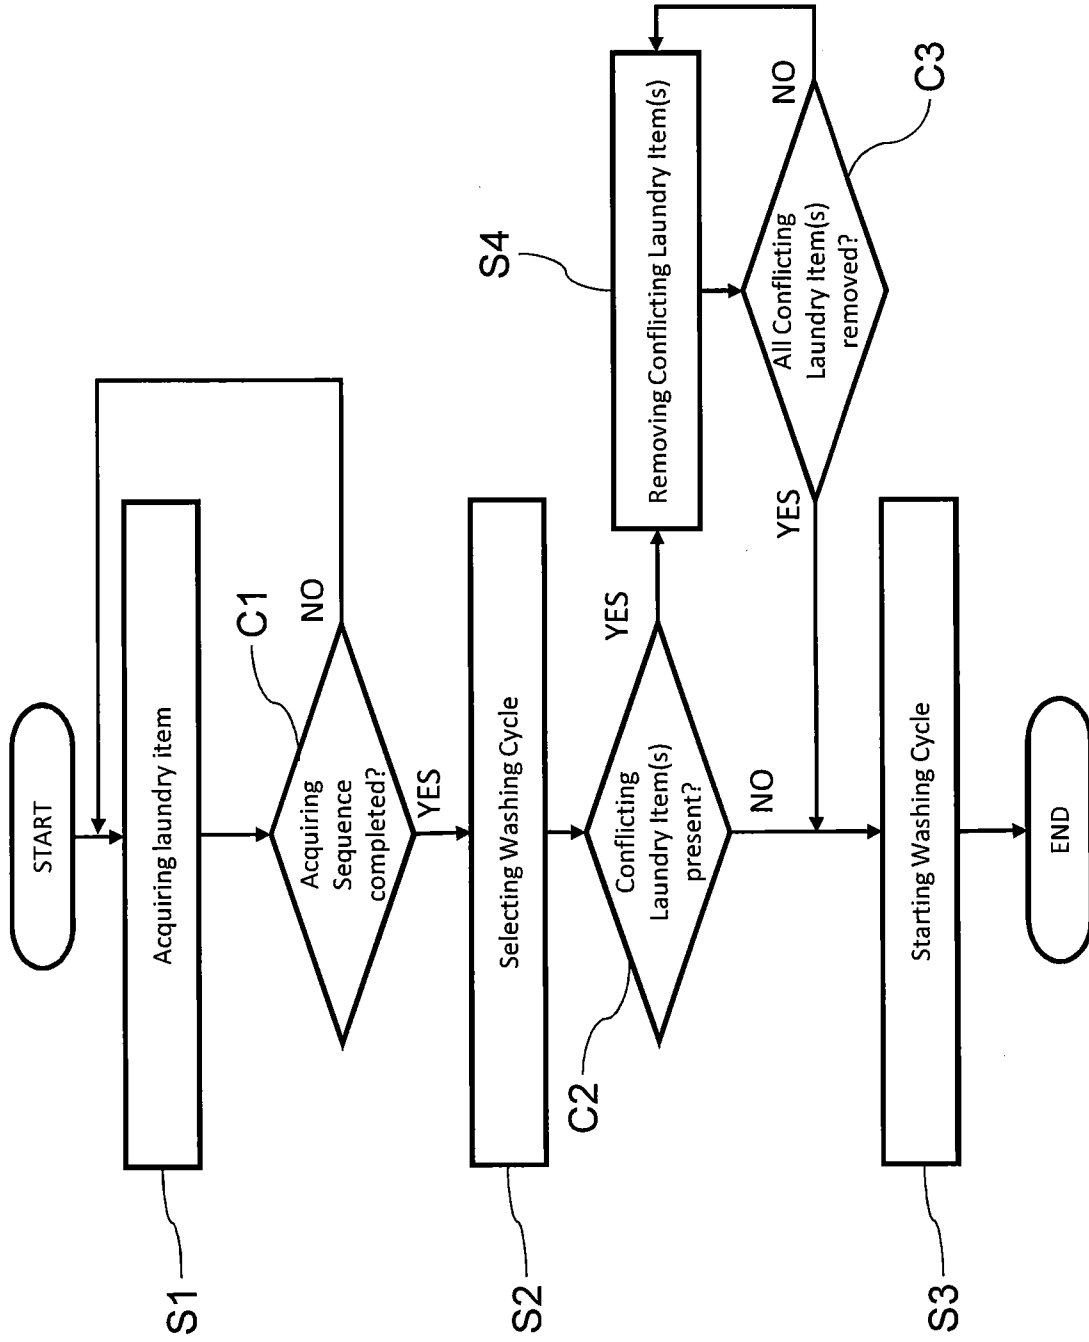 START
S1
Acquiring laundry item
C1
Acquiring
Sequence
completed?
NO
YES
S2
Selecting Washing Cycle
C2
Conflicting
Laundry Item(s)
present?
YES
NO
S4
Removing Conflicting Laundry Item(s)
All Conflicting
Laundry Item(s)
removed?
C3
NO
YES
S3
Starting Washing Cycle
END